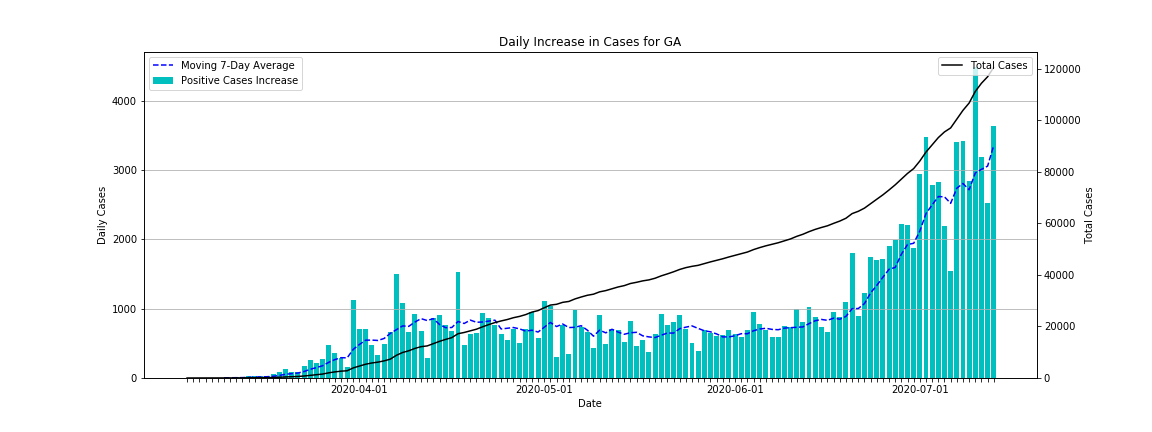 Daily Increase in Cases for GA
Moving 7-Day Average
Positive Cases Increase
Total Cases
4000
3000
2000
1000
0
Daily Cases
120000
100000
80000
60000
40000
20000
0
Total Cases
2020-04-01
2020-05-01
2020-06-01
2020-07-01
Date